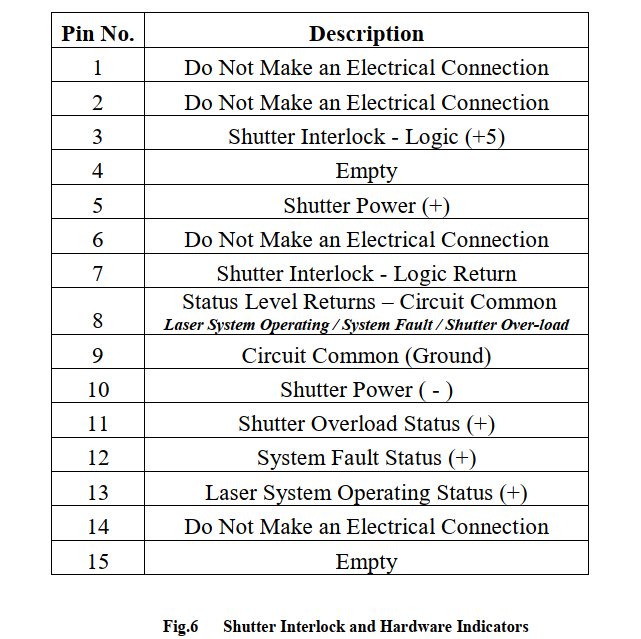 Pin No. Description
1 Do Not Make an Electrical Connection
2 Do Not Make an Electrical Connection
3 Shutter Interlock - Logic (+5)
4 Empty
5 Shutter Power (+)
6 Do Not Make an Electrical Connection
7 Shutter Interlock - Logic Return
8 Status Level Returns – Circuit Common
Laser System Operating / System Fault / Shutter Over-load
9 Circuit Common (Ground)
10 Shutter Power ( - )
11 Shutter Overload Status (+)
12 System Fault Status (+)
13 Laser System Operating Status (+)
14 Do Not Make an Electrical Connection
15 Empty
Fig.6 Shutter Interlock and Hardware Indicators